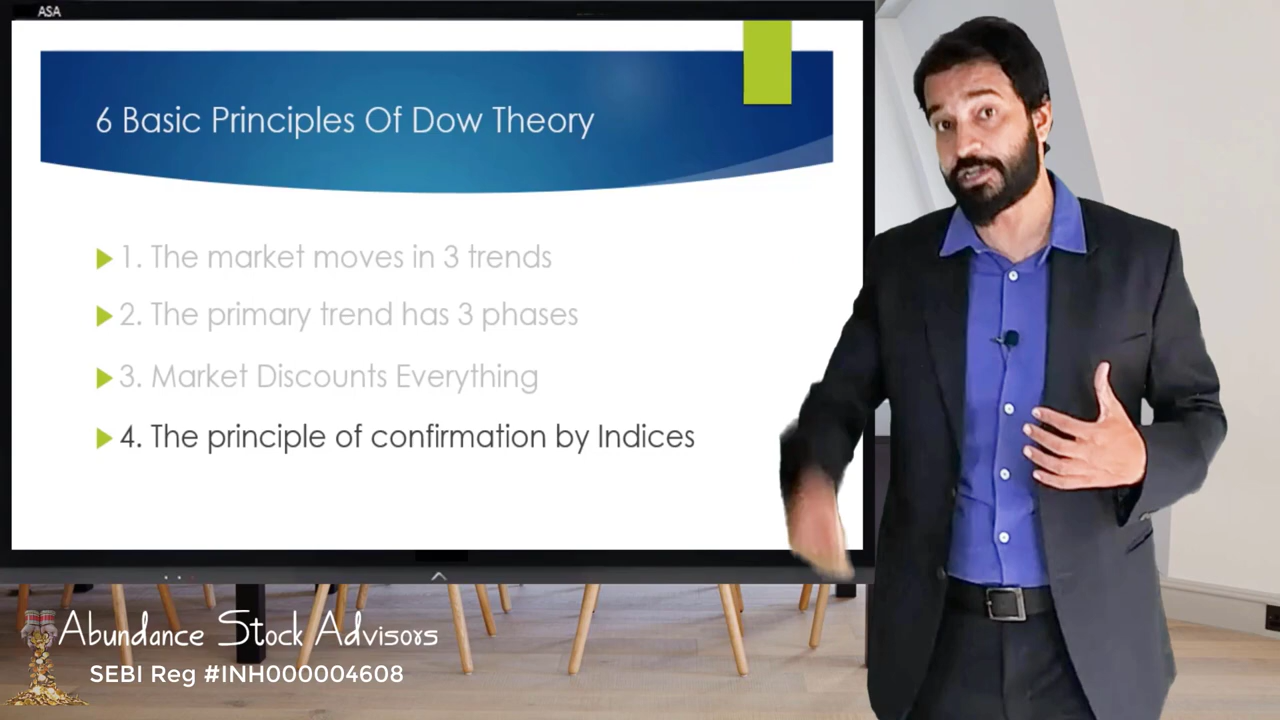 ASA
6 Basic Principles Of Dow Theory
1. The market moves in 3 trends
2. The primary trend has 3 phases
3. Market Discounts Everything
4. The principle of confirmation by Indices
Abundance Stock Advisors
SEBI Reg #INH000004608